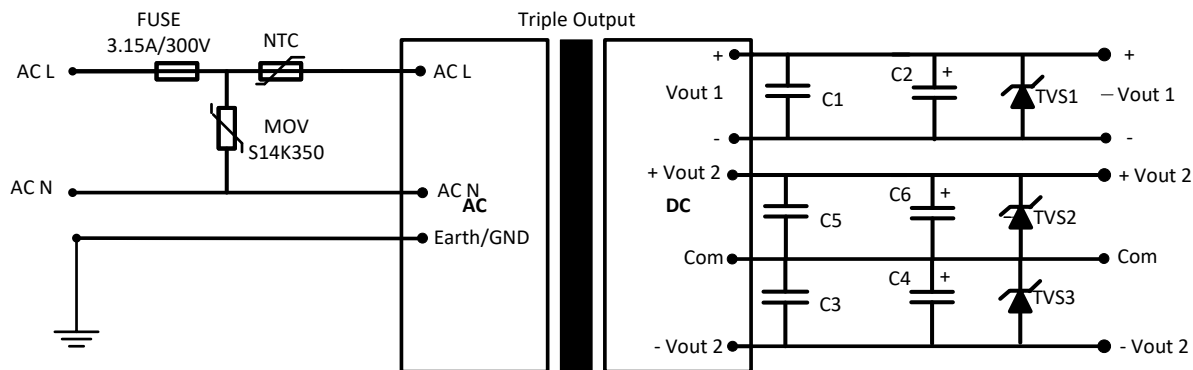 Triple Output
FUSE
3.15A/300V
NTC
AC L
AC L
MOV
S14K350
AC N
AC N
AC
Earth/GND
+
Vout 1
-
C1
C2
+
TVS1
+
– Vout 1
-
+ Vout 2
DC
Com
- Vout 2
C5
C6
+
TVS2
C3
C4
+
TVS3
+ Vout 2
Com
- Vout 2